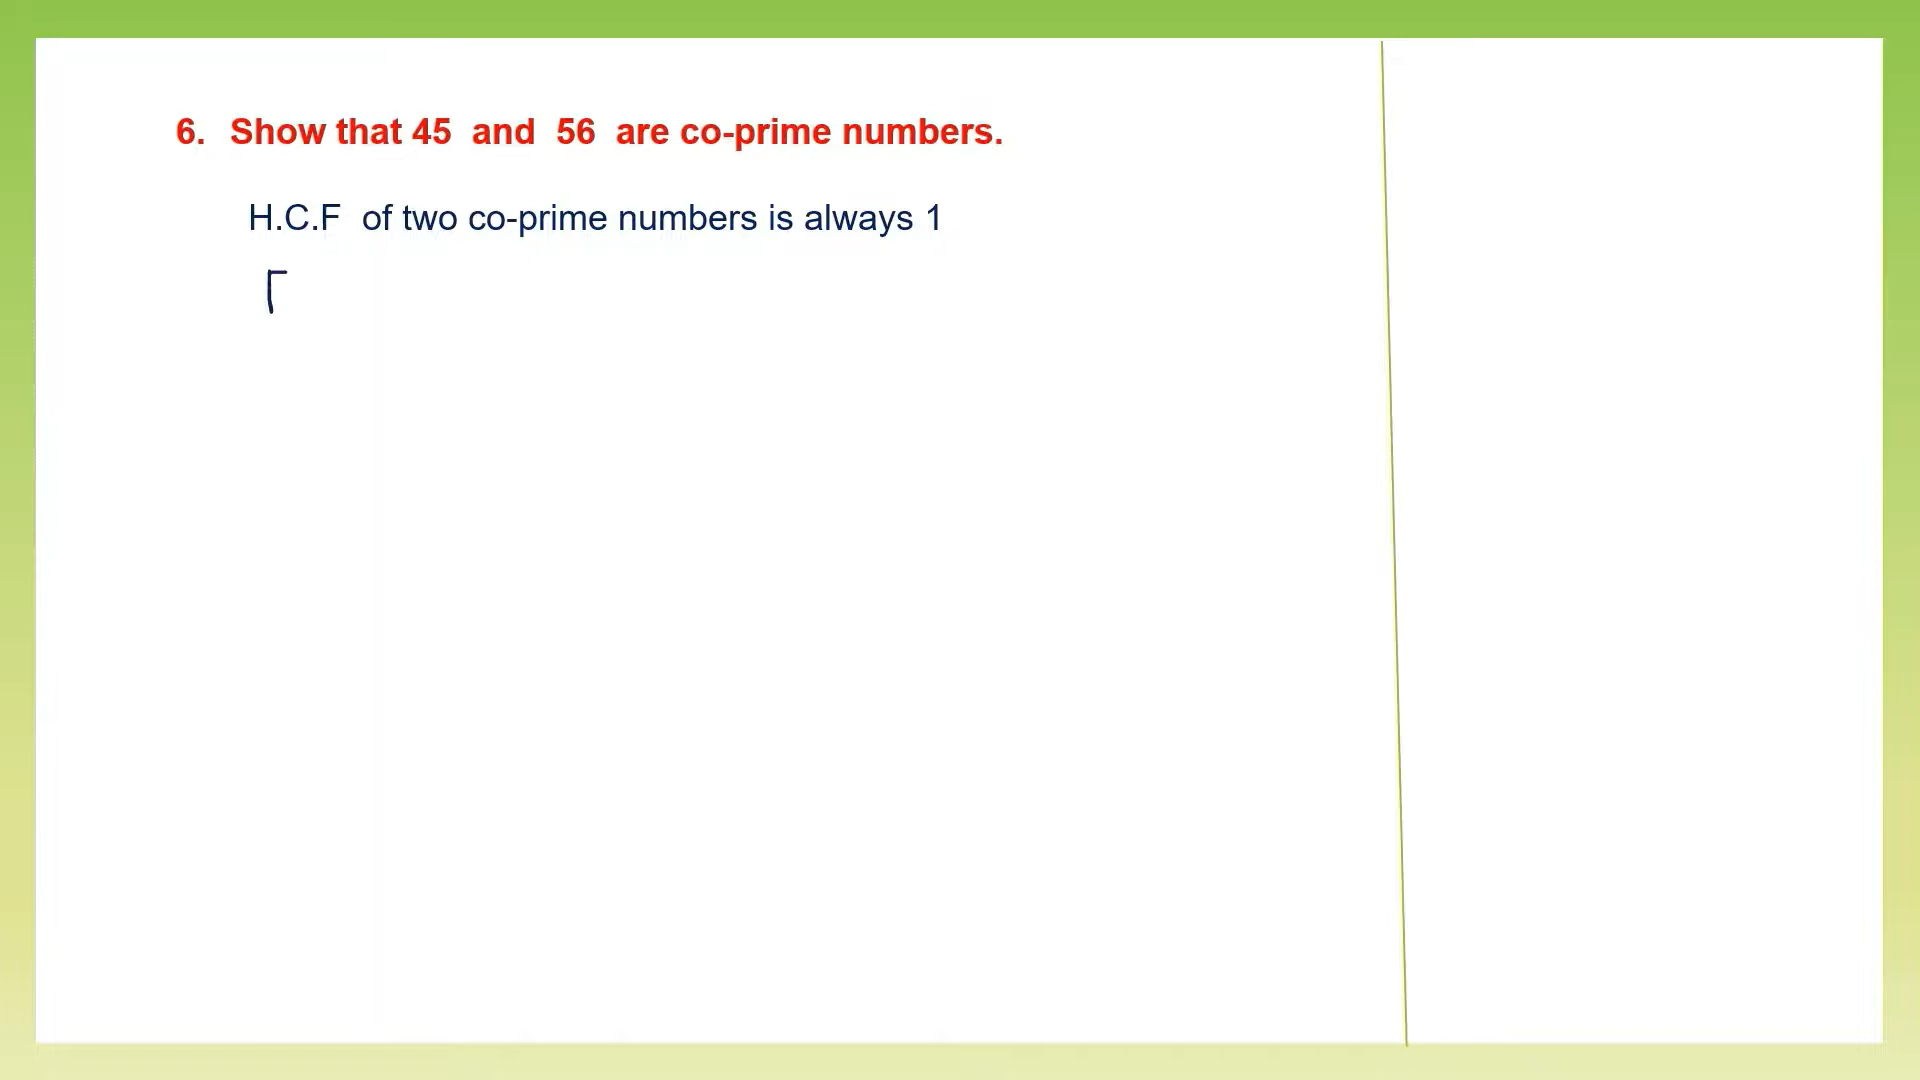 6. Show that 45 and 56 are co-prime numbers.
H.C.F of two co-prime numbers is always 1